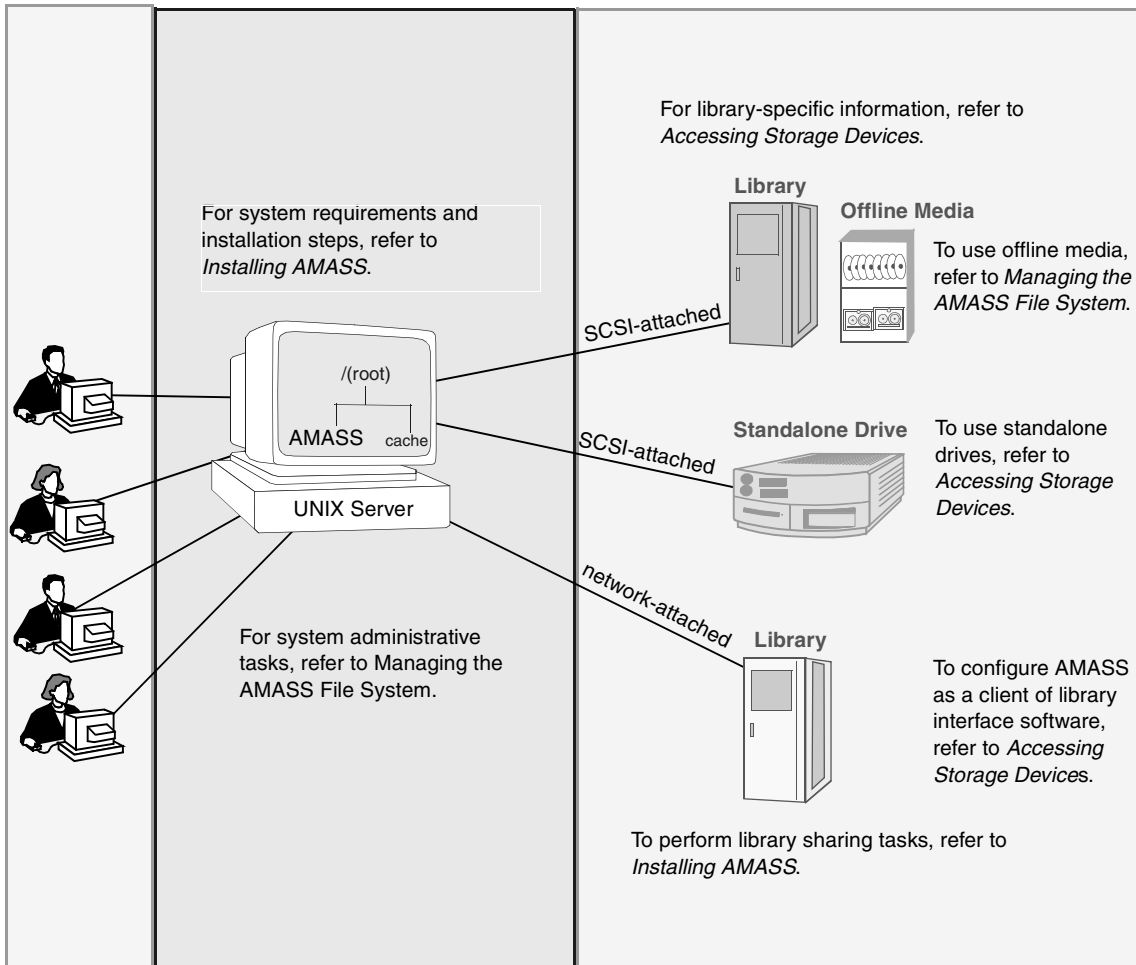 For library-specific information, refer to
Accessing Storage Devices.
Library
Offline Media
To use offline media,
refer to Managing the
AMASS File System.
For system requirements and
installation steps, refer to
Installing AMASS.
SCSI-attached
/(root)
AMASS
cache
UNIX Server
SCSI-attached
Standalone Drive
To use standalone
drives, refer to
Accessing Storage
Devices.
network-attached
Library
For system administrative
tasks, refer to Managing the
AMASS File System.
To configure AMASS
as a client of library
interface software,
refer to Accessing
Storage Devices.
To perform library sharing tasks, refer to
Installing AMASS.